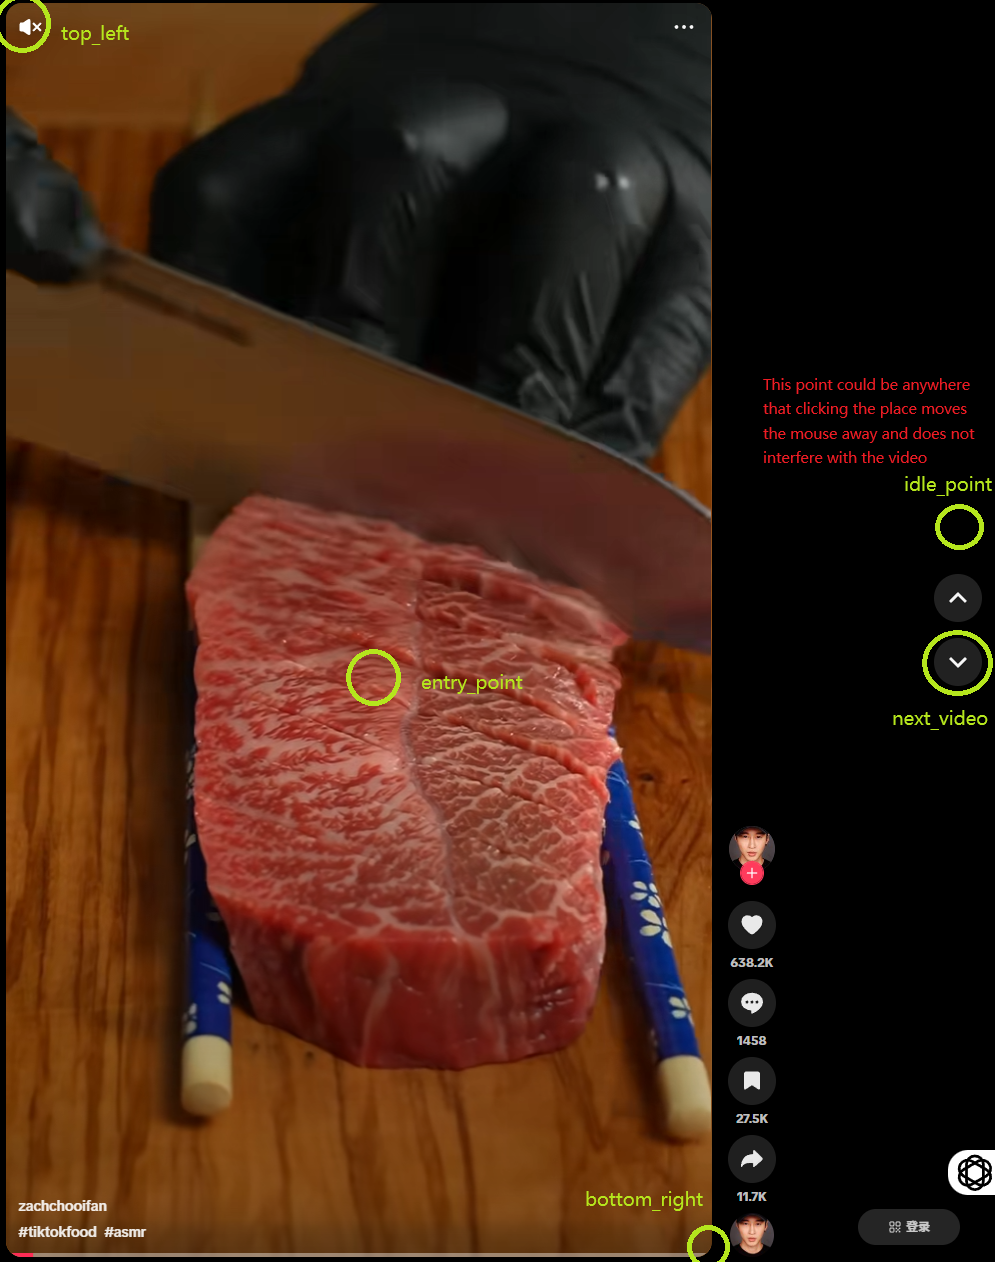 top_left
This point could be anywhere
that clicking the place moves
the mouse away and does not
interfere with the video
idle_point
entry_point
next_video
638.2K
1458
27.5K
11.7K
bottom_right
zachchooifan
#tiktokfood #asmr
登录